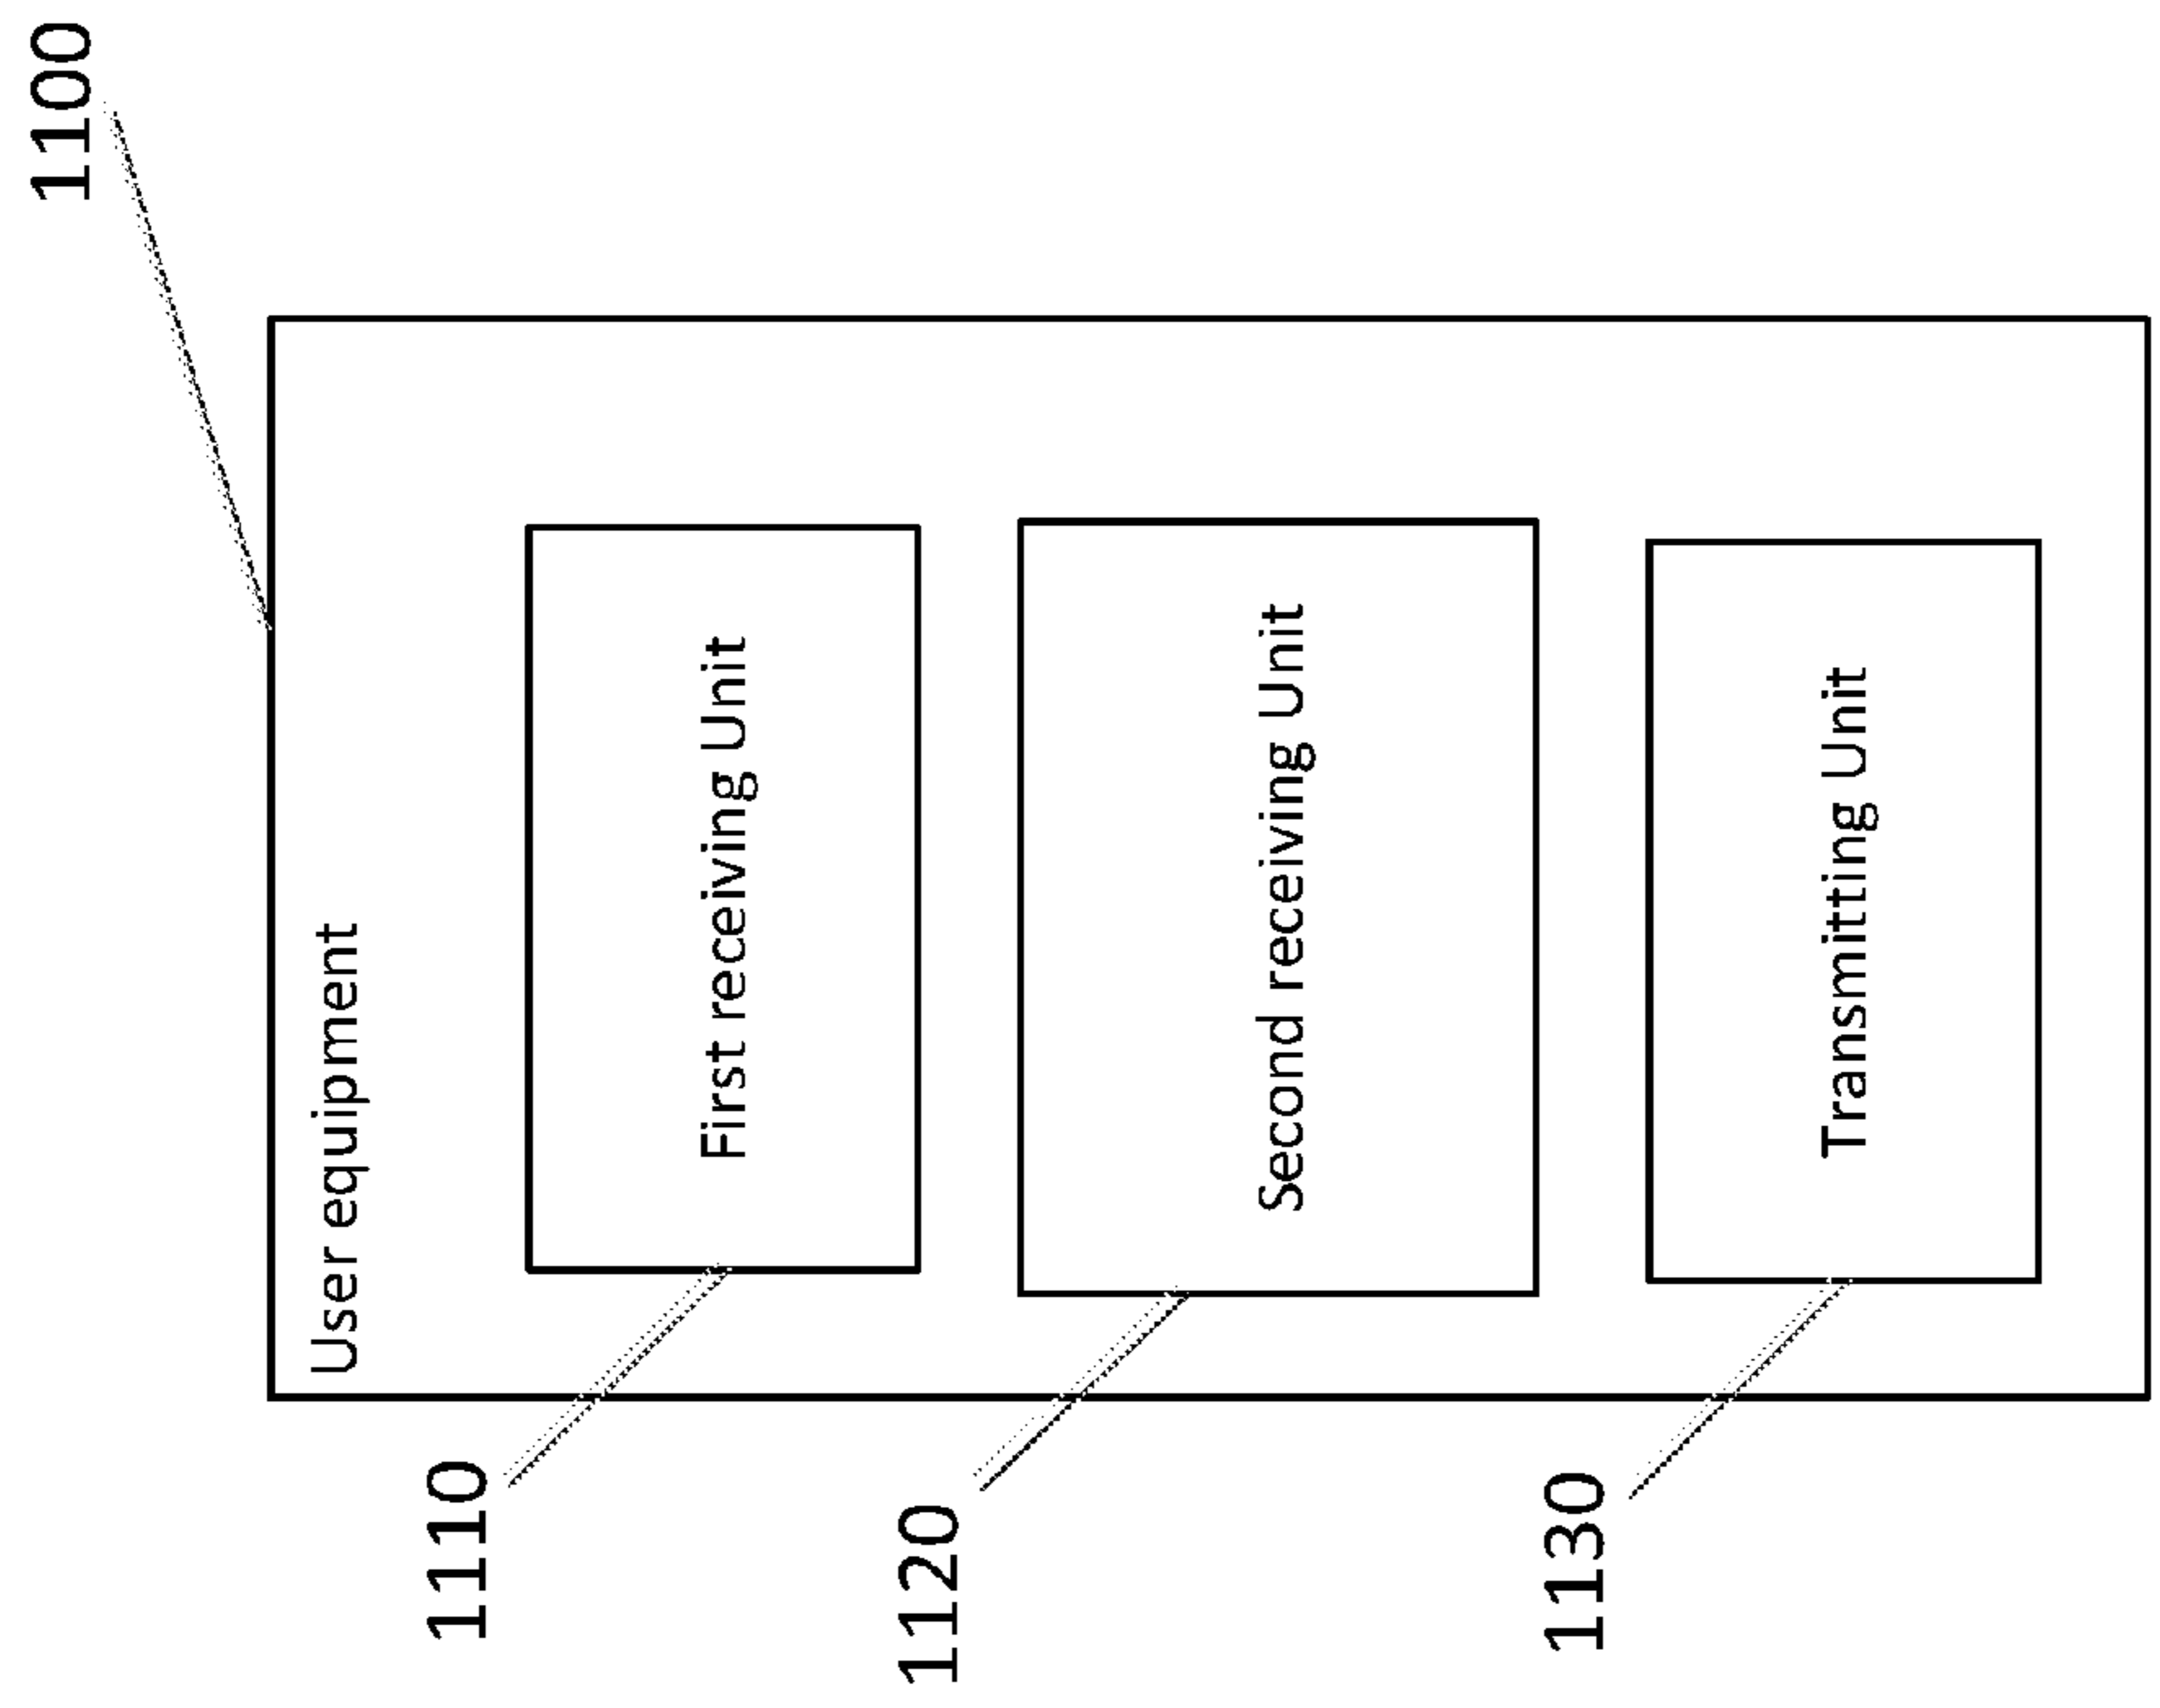 1100
User equipment
1110
First receiving Unit
1120
Second receiving Unit
1130
Transmitting Unit